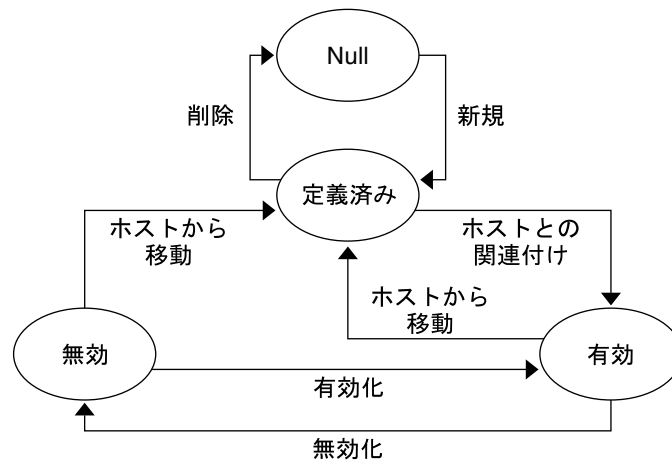 Null
削除
新規
定義済み
ホストから
移動
ホストとの
関連付け
ホストから
移動
無効
有効
有効化
無効化